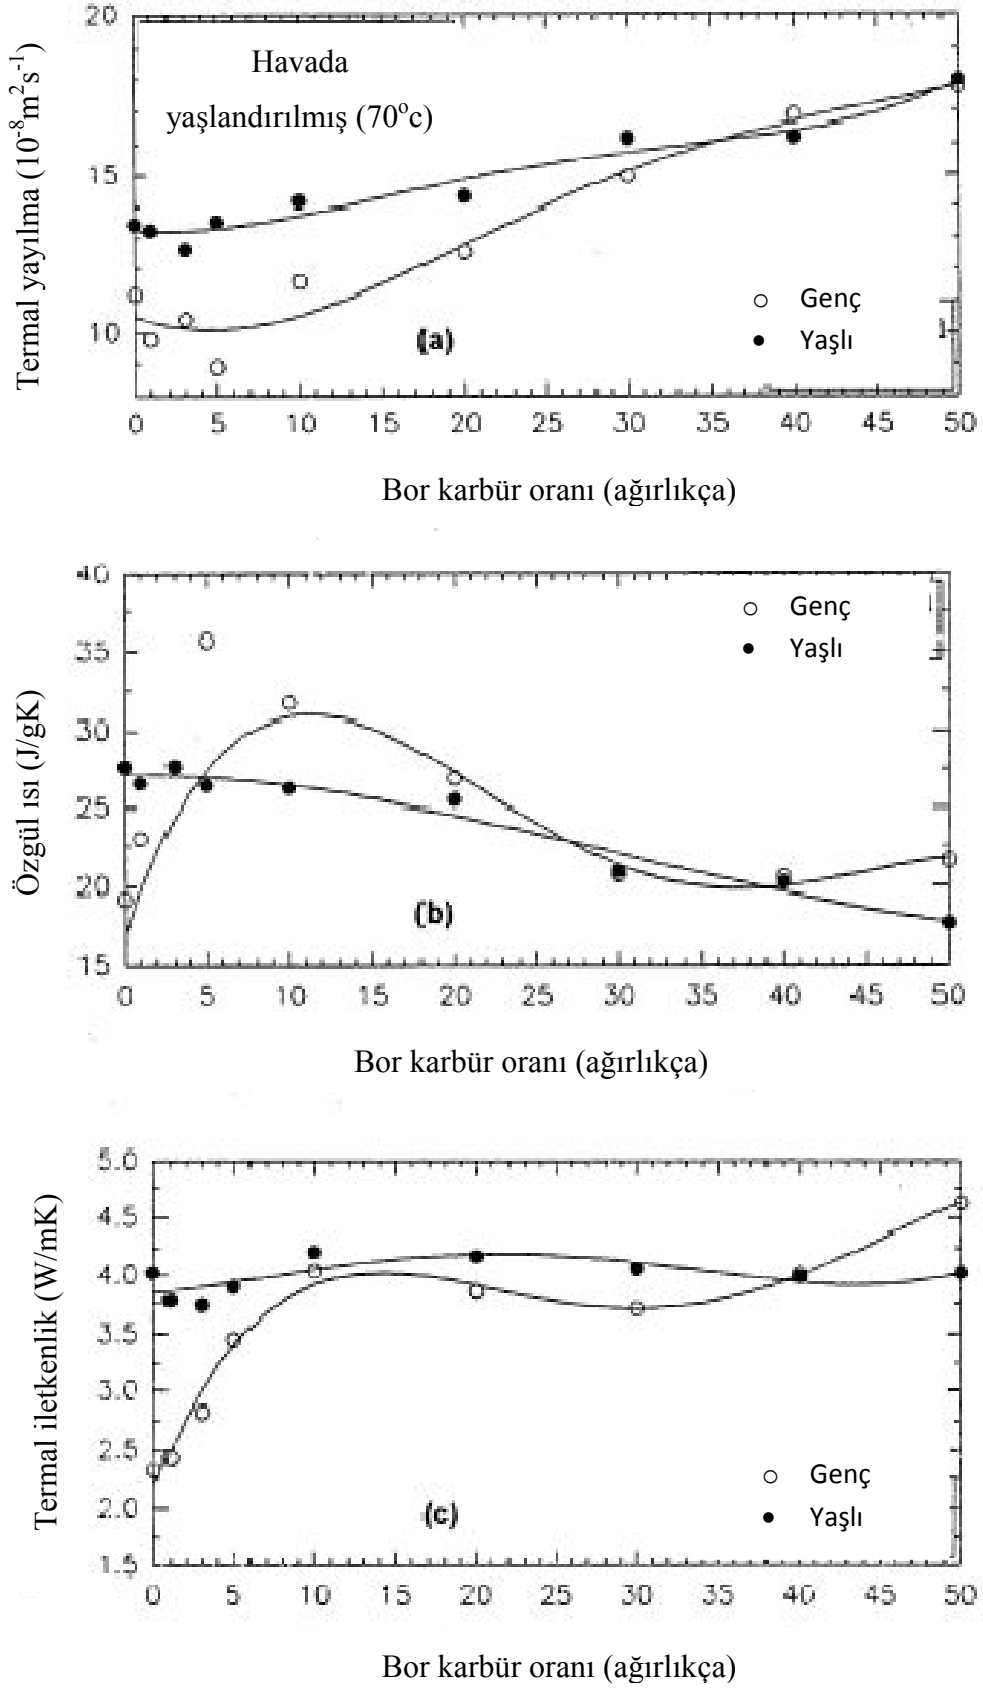 20
Havada
yaşlandırılmış (70°c)
15
10
Genç
Yaşlı
(a)
Termal yayılma (10⁻⁸m²s⁻¹)
0 5 10 15 20 25 30 35 40 45 50
Bor karbür oranı (ağırlıkça)
40
35
30
25
20
15
Genç
Yaşlı
(b)
Özgül ısı (J/gK)
0 5 10 15 20 25 30 35 40 45 50
Bor karbür oranı (ağırlıkça)
5.0
4.5
4.0
3.5
3.0
2.5
2.0
1.5
Genç
Yaşlı
(c)
Termal iletkenlik (W/mK)
0 5 10 15 20 25 30 35 40 45 50
Bor karbür oranı (ağırlıkça)